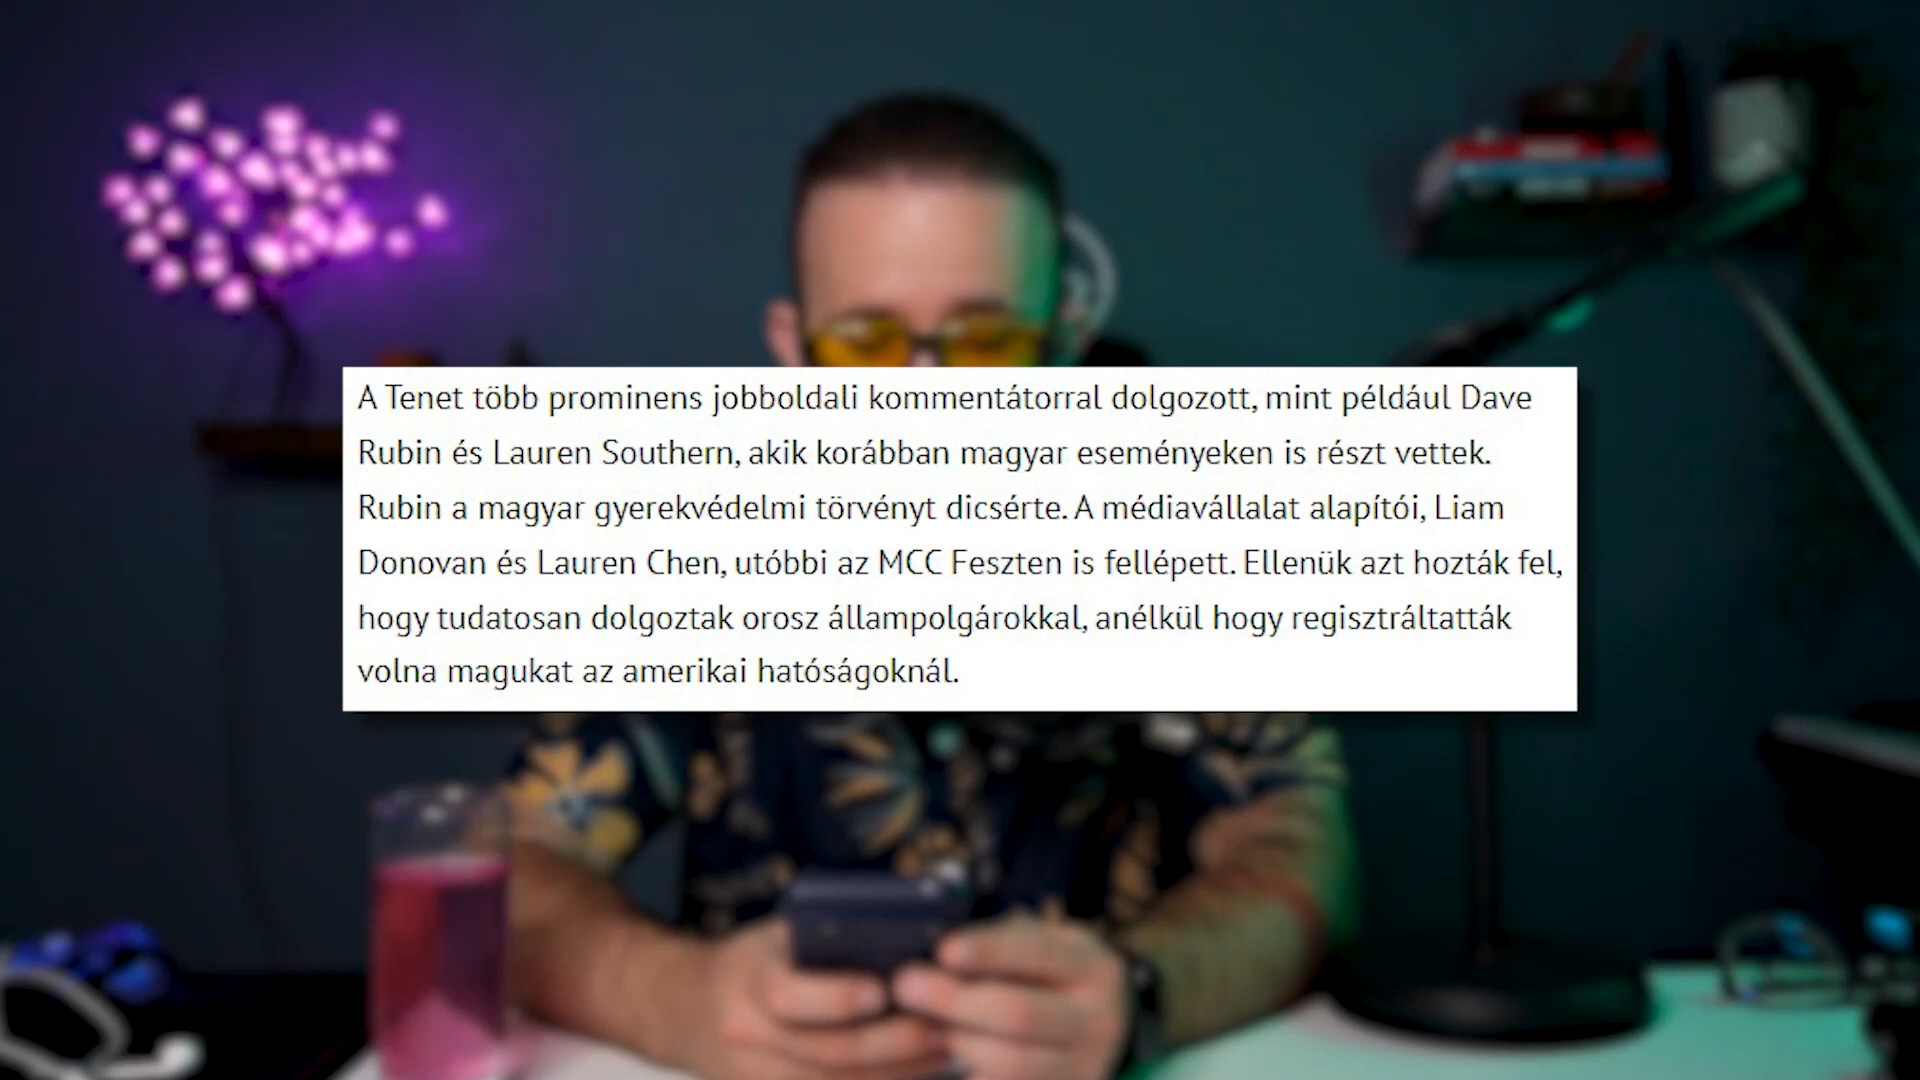 A Tenet több prominens jobboldali kommentátorral dolgozott, mint például Dave
Rubin és Lauren Southern, akik korábban magyar eseményeken is részt vettek.
Rubin a magyar gyerekvédelmi törvényt dicsérte. A médiavállalat alapítói, Liam
Donovan és Lauren Chen, utóbbi az MCC Feszten is fellépett. Ellenük azt hozták fel,
hogy tudatosan dolgoztak orosz állampolgárokkal, anélkül hogy regisztráltatták
volna magukat az amerikai hatóságoknál.